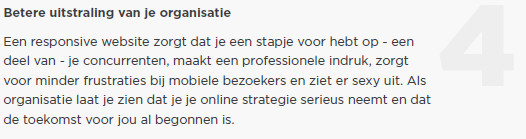 Betere uitstraling van je organisatie
4
Een responsive website zorgt dat je een stapje voor hebt op - een
deel van - je concurrenten, maakt een professionele indruk, zorgt
voor minder frustraties bij mobiele bezoekers en ziet er sexy uit. Als
organisatie laat je zien dat je je online strategie serieus neemt en dat
de toekomst voor jou al begonnen is.